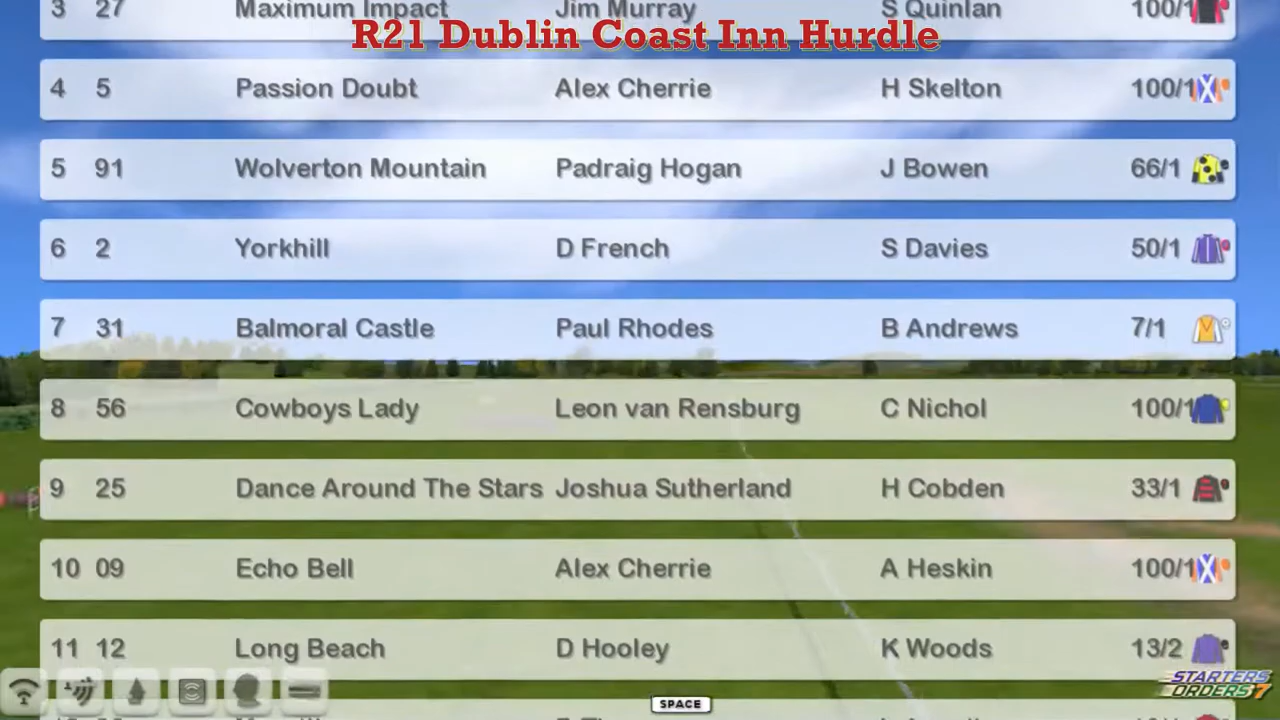 3 27 Maximum Impact Jim Murray S Quinlan 100/1
R21 Dublin Coast Inn Hurdle
4 5 Passion Doubt Alex Cherrie H Skelton 100/1
5 91 Wolverton Mountain Padraig Hogan J Bowen 66/1
6 2 Yorkhill D French S Davies 50/1
7 31 Balmoral Castle Paul Rhodes B Andrews 7/1
8 56 Cowboys Lady Leon van Rensburg C Nichol 100/1
9 25 Dance Around The Stars Joshua Sutherland H Cobden 33/1
10 09 Echo Bell Alex Cherrie A Heskin 100/1
11 12 Long Beach D Hooley K Woods 13/2
STARTERS
ORDERS 7
SPACE